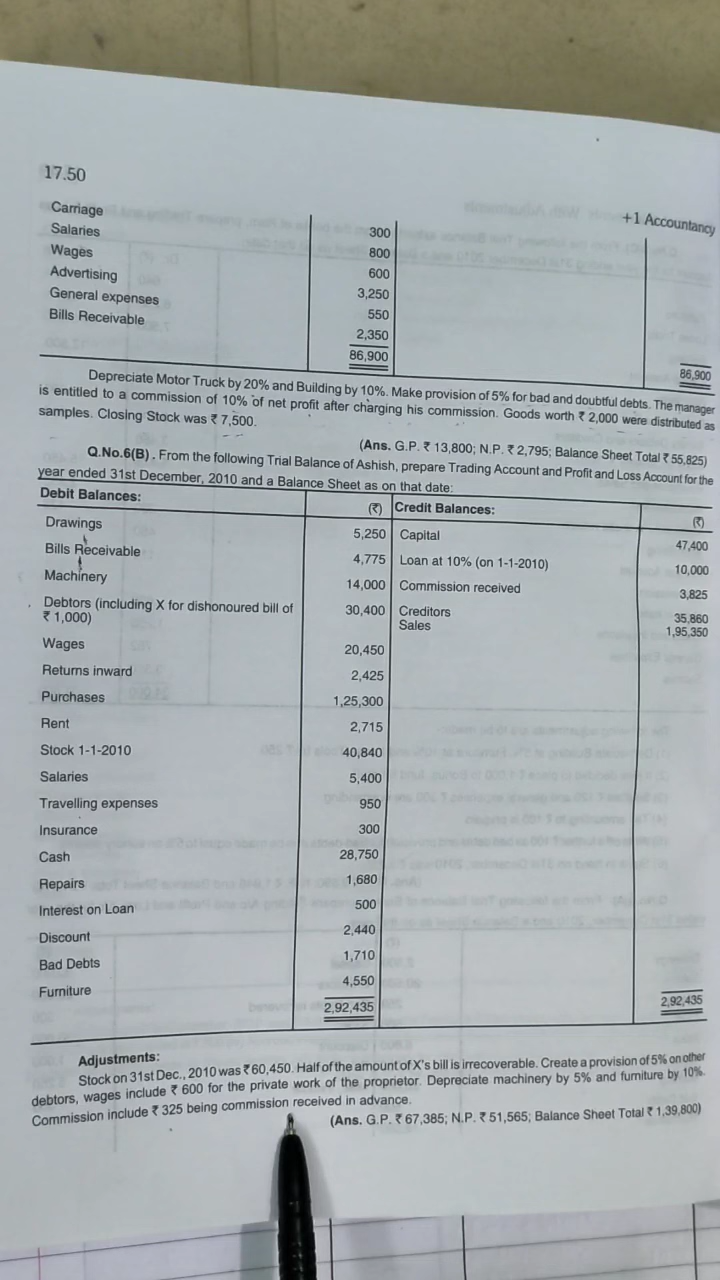 17.50
+1 Accountancy
Carriage 300
Salaries 800
Wages 600
Advertising 3,250
General expenses 550
Bills Receivable 2,350
86,900 86,900
Depreciate Motor Truck by 20% and Building by 10%. Make provision of 5% for bad and doubtful debts. The manager
is entitled to a commission of 10% of net profit after charging his commission. Goods worth ₹ 2,000 were distributed as
samples. Closing Stock was ₹ 7,500.
(Ans. G.P. ₹ 13,800; N.P. ₹ 2,795; Balance Sheet Total ₹ 55,825)
Q.No.6(B). From the following Trial Balance of Ashish, prepare Trading Account and Profit and Loss Account for the
year ended 31st December, 2010 and a Balance Sheet as on that date:
Debit Balances: (₹) Credit Balances: (₹)
Drawings 5,250 Capital 47,400
Bills Receivable 4,775 Loan at 10% (on 1-1-2010) 10,000
Machinery 14,000 Commission received 3,825
Debtors (including X for dishonoured bill of 30,400 Creditors 35,860
₹ 1,000) Sales 1,95,350
Wages 20,450
Returns inward 2,425
Purchases 1,25,300
Rent 2,715
Stock 1-1-2010 40,840
Salaries 5,400
Travelling expenses 950
Insurance 300
Cash 28,750
Repairs 1,680
Interest on Loan 500
Discount 2,440
Bad Debts 1,710
Furniture 4,550
2,92,435 2,92,435
Adjustments:
Stock on 31st Dec., 2010 was ₹ 60,450. Half of the amount of X's bill is irrecoverable. Create a provision of 5% on other
debtors, wages include ₹ 600 for the private work of the proprietor. Depreciate machinery by 5% and furniture by 10%.
Commission include ₹ 325 being commission received in advance.
(Ans. G.P. ₹ 67,385; N.P. ₹ 51,565; Balance Sheet Total ₹ 1,39,800)